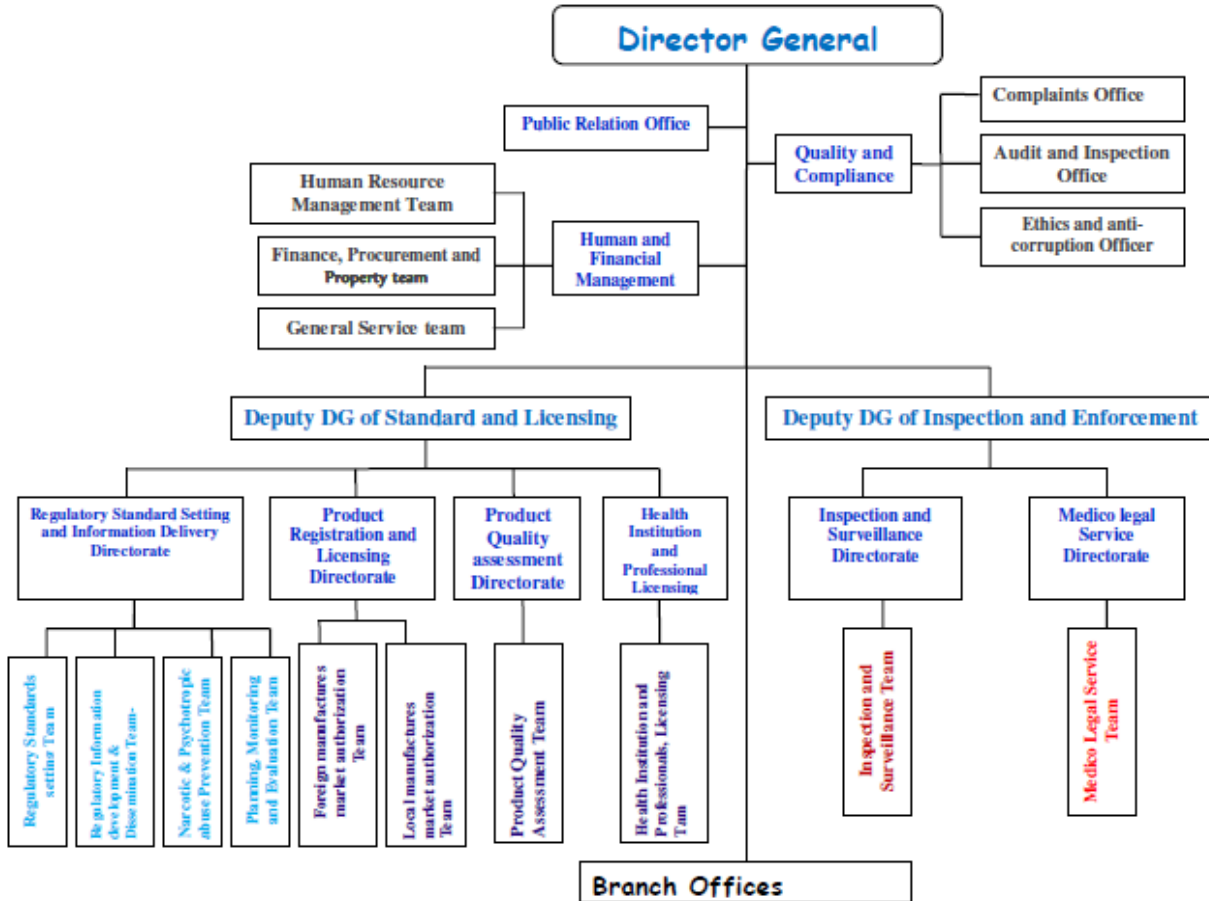 Director General
Public Relation Office
Complaints Office
Quality and
Compliance
Audit and Inspection
Office
Ethics and anti-
corruption Officer
Human Resource
Management Team
Finance, Procurement and
Property team
General Service team
Human and
Financial
Management
Deputy DG of Standard and Licensing
Deputy DG of Inspection and Enforcement
Regulatory Standard Setting
and Information Delivery
Directorate
Product
Registration and
Licensing
Directorate
Product
Quality
assessment
Directorate
Health
Institution
and
Professional
Licensing
Inspection and
Surveillance
Directorate
Medico legal
Service
Directorate
Regulatory Standards
setting Team
Regulatory Information
development &
Dissemination Team-
Narcotic & Psychotropic
abuse Prevention Team
Planning, Monitoring
and Evaluation Team
Foreign manufactures
market authorization
Team
Local manufactures
market authorization
Team
Product Quality
Assessment Team
Health Institution and
Professionals, Licensing
Tam
Inspection and
Surveillance Team
Medico Legal Service
Team
Branch Offices